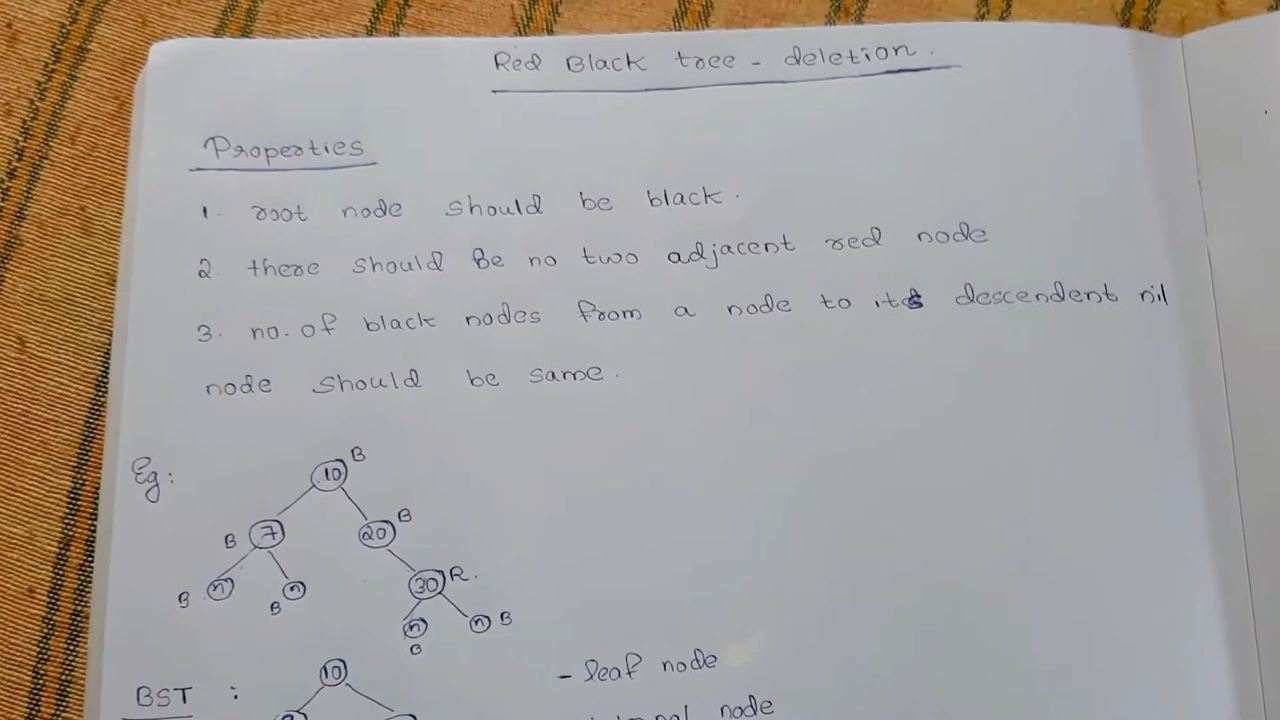 Red Black tree - deletion.
Properties
1. root node should be black.
2. there should be no two adjacent red node
3. no. of black nodes from a node to its descendent nil
node should be same.
Eg:
10 B
B 7
20 B
B n
B n
30 R.
n B
n B
10
BST :
- leaf node
node